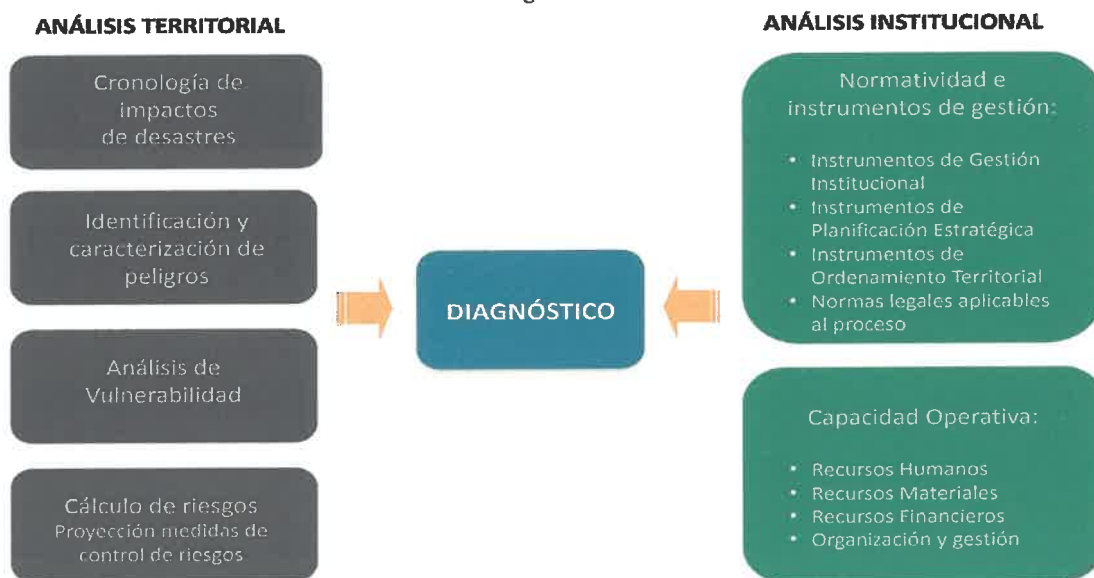 ANÁLISIS TERRITORIAL
Cronología de
impactos
de desastres
Identificación y
caracterización de
peligros
Análisis de
Vulnerabilidad
Cálculo de riesgos
Proyección medidas de
control de riesgos
DIAGNÓSTICO
ANÁLISIS INSTITUCIONAL
Normatividad e
instrumentos de gestión:
• Instrumentos de Gestión
Institucional
• Instrumentos de
Planificación Estratégica
• Instrumentos de
Ordenamiento Territorial
• Normas legales aplicables
al proceso
Capacidad Operativa:
• Recursos Humanos
• Recursos Materiales
• Recursos Financieros
• Organización y gestión